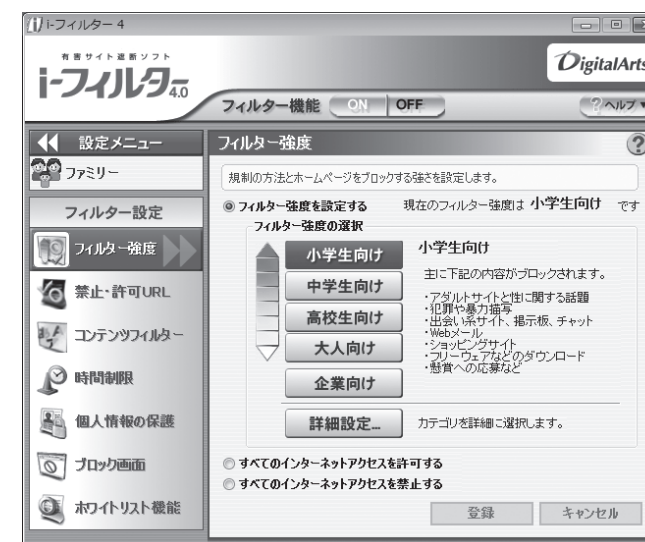 i-フィルター 4
有害サイト遮断ソフト
i-フィルター4.0
DigitalArts
フィルター機能 ON OFF
?ヘルプ▼
設定メニュー
ファミリー
フィルター設定
フィルター強度
禁止・許可URL
コンテンツフィルター
時間制限
個人情報の保護
ブロック画面
ホワイトリスト機能
フィルター強度
?
規制の方法とホームページをブロックする強さを設定します。
フィルター強度を設定する 現在のフィルター強度は 小学生向け です
フィルター強度の選択
小学生向け
中学生向け
高校生向け
大人向け
企業向け
小学生向け
主に下記の内容がブロックされます。
・アダルトサイトと性に関する話題
・犯罪や暴力描写
・出会い系サイト、掲示板、チャット
・Webメール
・ショッピングサイト
・フリーウェアなどのダウンロード
・懸賞への応募など
詳細設定... カテゴリを詳細に選択します。
すべてのインターネットアクセスを許可する
すべてのインターネットアクセスを禁止する
登録 キャンセル